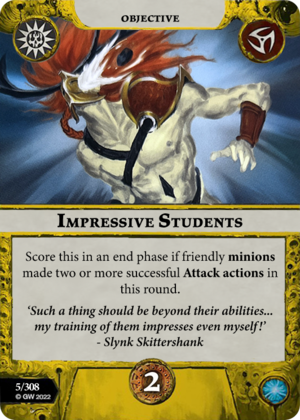 OBJECTIVE
IMPRESSIVE STUDENTS
Score this in an end phase if friendly minions
made two or more successful Attack actions in
this round.
‘Such a thing should be beyond their abilities...
my training of them impresses even myself!’
- Slynk Skittershank
5/308
© GW 2022
2